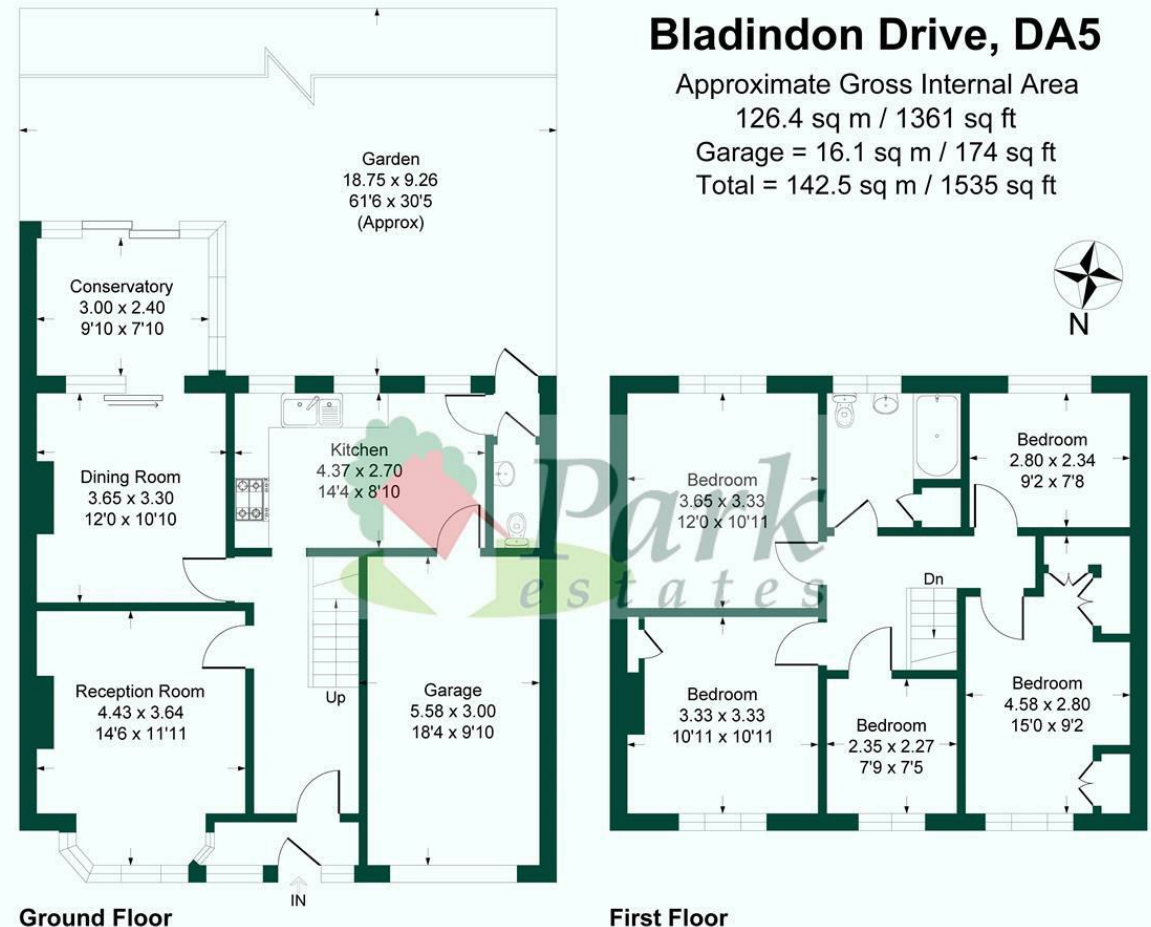 Bladindon Drive, DA5
Approximate Gross Internal Area
126.4 sq m / 1361 sq ft
Garage = 16.1 sq m / 174 sq ft
Total = 142.5 sq m / 1535 sq ft
N
Garden
18.75 x 9.26
61'6 x 30'5
(Approx)
Conservatory
3.00 x 2.40
9'10 x 7'10
Dining Room
3.65 x 3.30
12'0 x 10'10
Kitchen
4.37 x 2.70
14'4 x 8'10
Reception Room
4.43 x 3.64
14'6 x 11'11
Up
Garage
5.58 x 3.00
18'4 x 9'10
IN
Ground Floor
Park
estates
Bedroom
3.65 x 3.33
12'0 x 10'11
Bedroom
2.80 x 2.34
9'2 x 7'8
Dn
Bedroom
3.33 x 3.33
10'11 x 10'11
Bedroom
2.35 x 2.27
7'9 x 7'5
Bedroom
4.58 x 2.80
15'0 x 9'2
First Floor